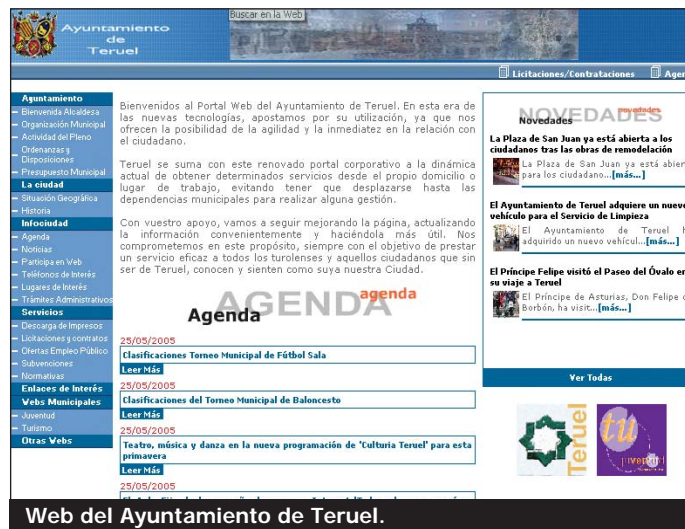 Ayuntamiento
de
Teruel
Buscar en la Web
Licitaciones/Contrataciones
Ayuntamiento
Bienvenida Alcaldesa
Organización Municipal
Actividad del Pleno
Ordenanzas y
Disposiciones
Presupuesto Municipal
La ciudad
Situación Geográfica
Historia
Infociudad
Agenda
Noticias
Participa en Web
Teléfonos de Interés
Lugares de Interés
Trámites Administrativos
Servicios
Descarga de Impresos
Licitaciones y contratos
Ofertas Empleo Público
Subvenciones
Normativas
Enlaces de Interés
Webs Municipales
Juventud
Turismo
Otras Webs
Bienvenidos al Portal Web del Ayuntamiento de Teruel. En esta era de
las nuevas tecnologías, apostamos por su utilización, ya que nos
ofrecen la posibilidad de la agilidad y la inmediatez en la relación con
el ciudadano.
Teruel se suma con este renovado portal corporativo a la dinámica
actual de obtener determinados servicios desde el propio domicilio o
lugar de trabajo, evitando tener que desplazarse hasta las
dependencias municipales para realizar alguna gestión.
Con vuestro apoyo, vamos a seguir mejorando la página, actualizando
la información convenientemente y haciéndola más útil. Nos
comprometemos en este propósito, siempre con el objetivo de prestar
un servicio eficaz a todos los turolenses y aquellos ciudadanos que sin
ser de Teruel, conocen y sienten como suya nuestra Ciudad.
AGENDA
agenda
Agenda
25/05/2005
Clasificaciones Torneo Municipal de Fútbol Sala
Leer Más
25/05/2005
Clasificaciones del Torneo Municipal de Baloncesto
Leer Más
25/05/2005
Teatro, música y danza en la nueva programación de 'Culturia Teruel' para esta
primavera
Leer Más
25/05/2005
NOVEDADES
novedades
Novedades
La Plaza de San Juan ya está abierta a los
ciudadanos tras las obras de remodelación
La Plaza de San Juan ya está
para los ciudadano...[más...]
El Ayuntamiento de Teruel adquiere un nuevo
vehículo para el Servicio de Limpieza
El Ayuntamiento de Teruel
adquirido un nuevo vehícul...[más...]
El Príncipe Felipe visitó el Paseo del Óvalo en
su viaje a Teruel
El Príncipe de Asturias, Don Felipe
Borbón, ha visit...[más...]
Ver Todas
Teruel
tu
Web del Ayuntamiento de Teruel.